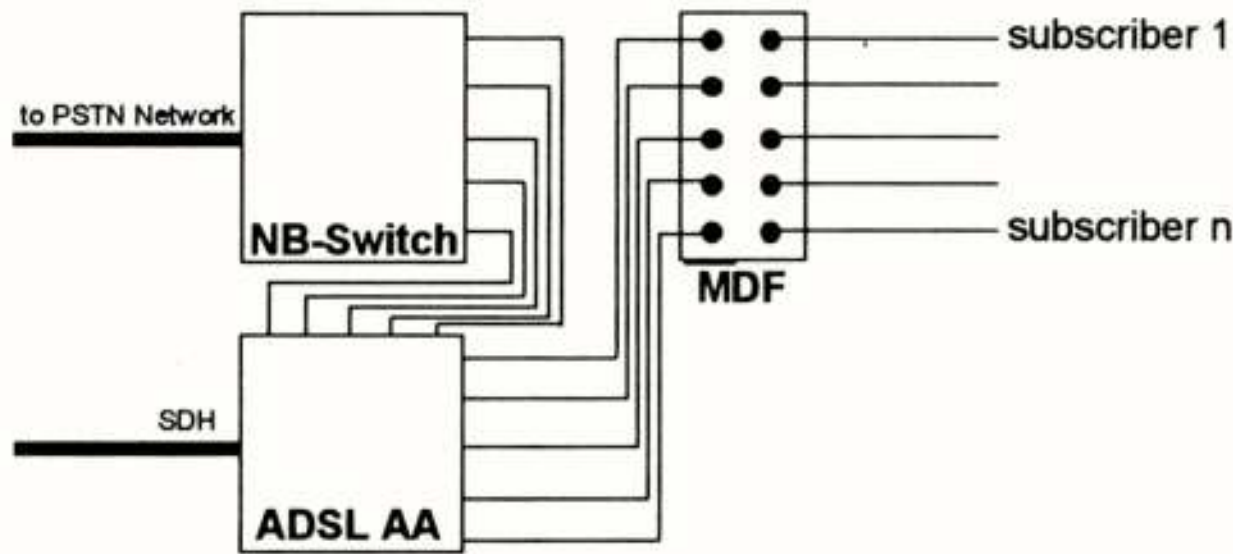 subscriber 1
to PSTN Network
NB-Switch
subscriber n
MDF
SDH
ADSL AA